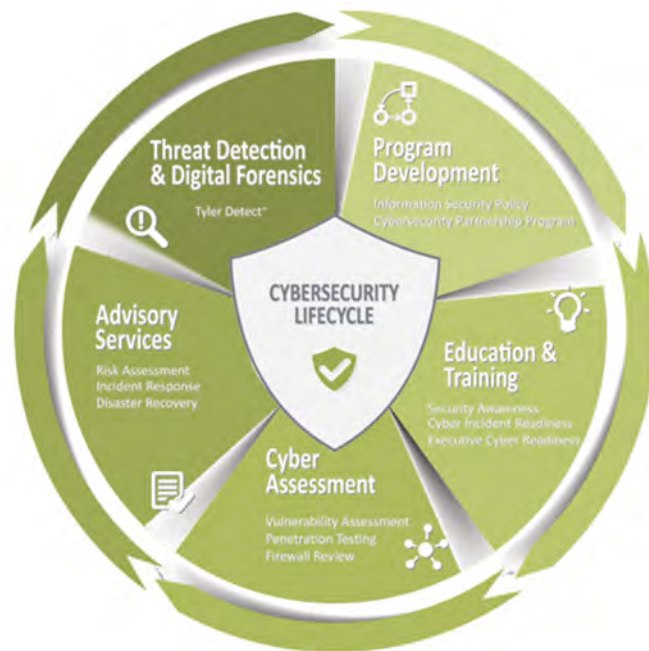 CYBERSECURITY
LIFECYCLE
Program
Development
Information Security Policy
Cybersecurity Partnership Program
Education &
Training
Security Awareness
Cyber Incident Readiness
Executive Cyber Readiness
Cyber
Assessment
Vulnerability Assessment
Penetration Testing
Firewall Review
Advisory
Services
Risk Assessment
Incident Response
Disaster Recovery
Threat Detection
& Digital Forensics
Tyler Detect™